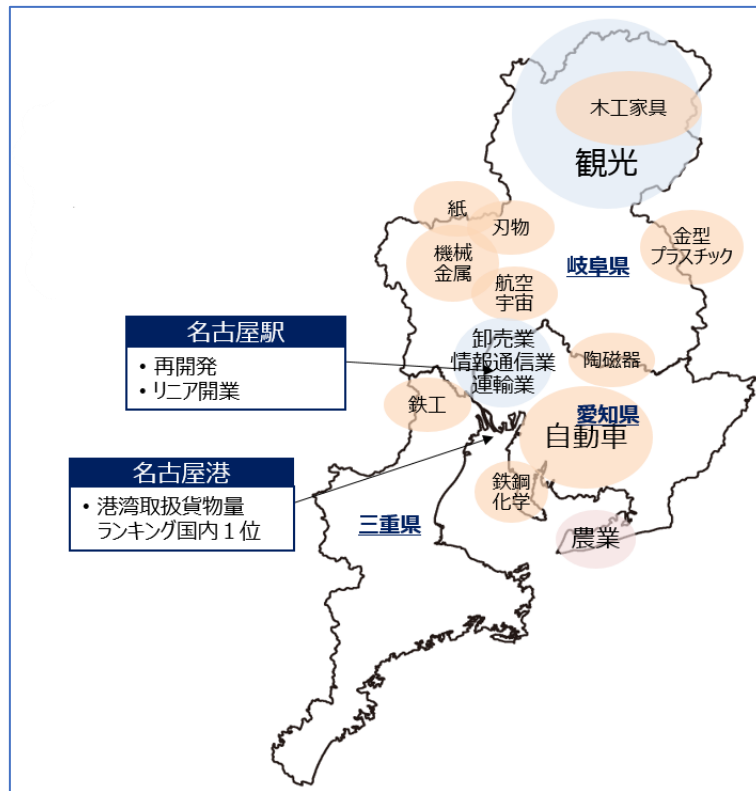 木工家具
観光
紙
刃物
機械
金属
金型
プラスチック
岐阜県
航空
宇宙
名古屋駅
・再開発
・リニア開業
卸売業
情報通信業
運輸業
陶磁器
鉄工
愛知県
自動車
名古屋港
・港湾取扱貨物量
ランキング国内1位
鉄鋼
化学
三重県
農業